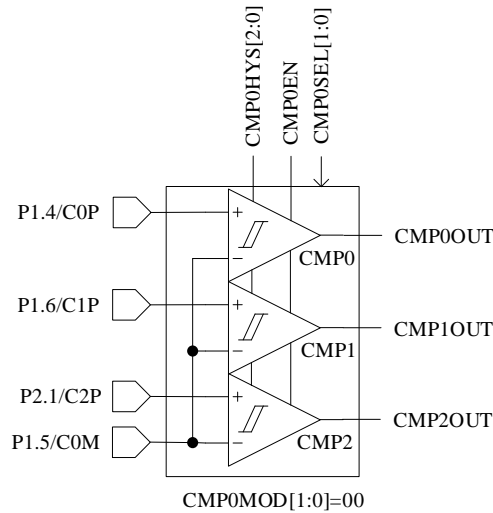 CMP0HYS[2:0]
CMP0EN
CMP0SEL[1:0]
P1.4/C0P
+
−
CMP0
CMP0OUT
P1.6/C1P
+
−
CMP1
CMP1OUT
P2.1/C2P
+
−
CMP2
CMP2OUT
P1.5/C0M
CMP0MOD[1:0]=00